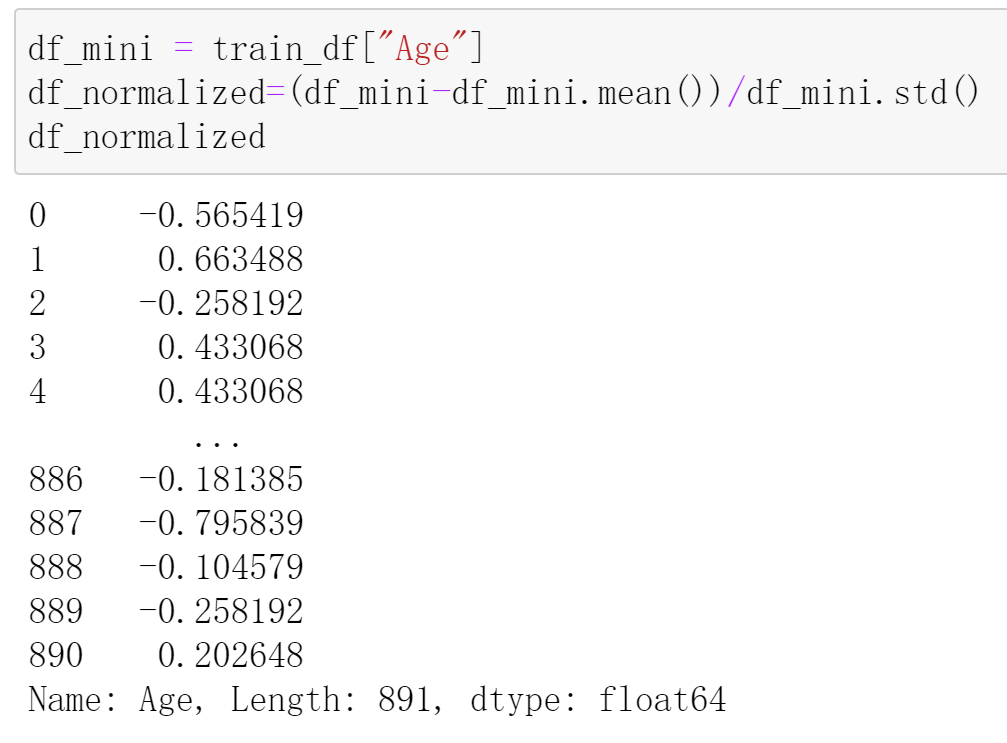 df_mini = train_df["Age"]
df_normalized=(df_mini-df_mini.mean())/df_mini.std()
df_normalized
0 -0.565419
1 0.663488
2 -0.258192
3 0.433068
4 0.433068
...
886 -0.181385
887 -0.795839
888 -0.104579
889 -0.258192
890 0.202648
Name: Age, Length: 891, dtype: float64